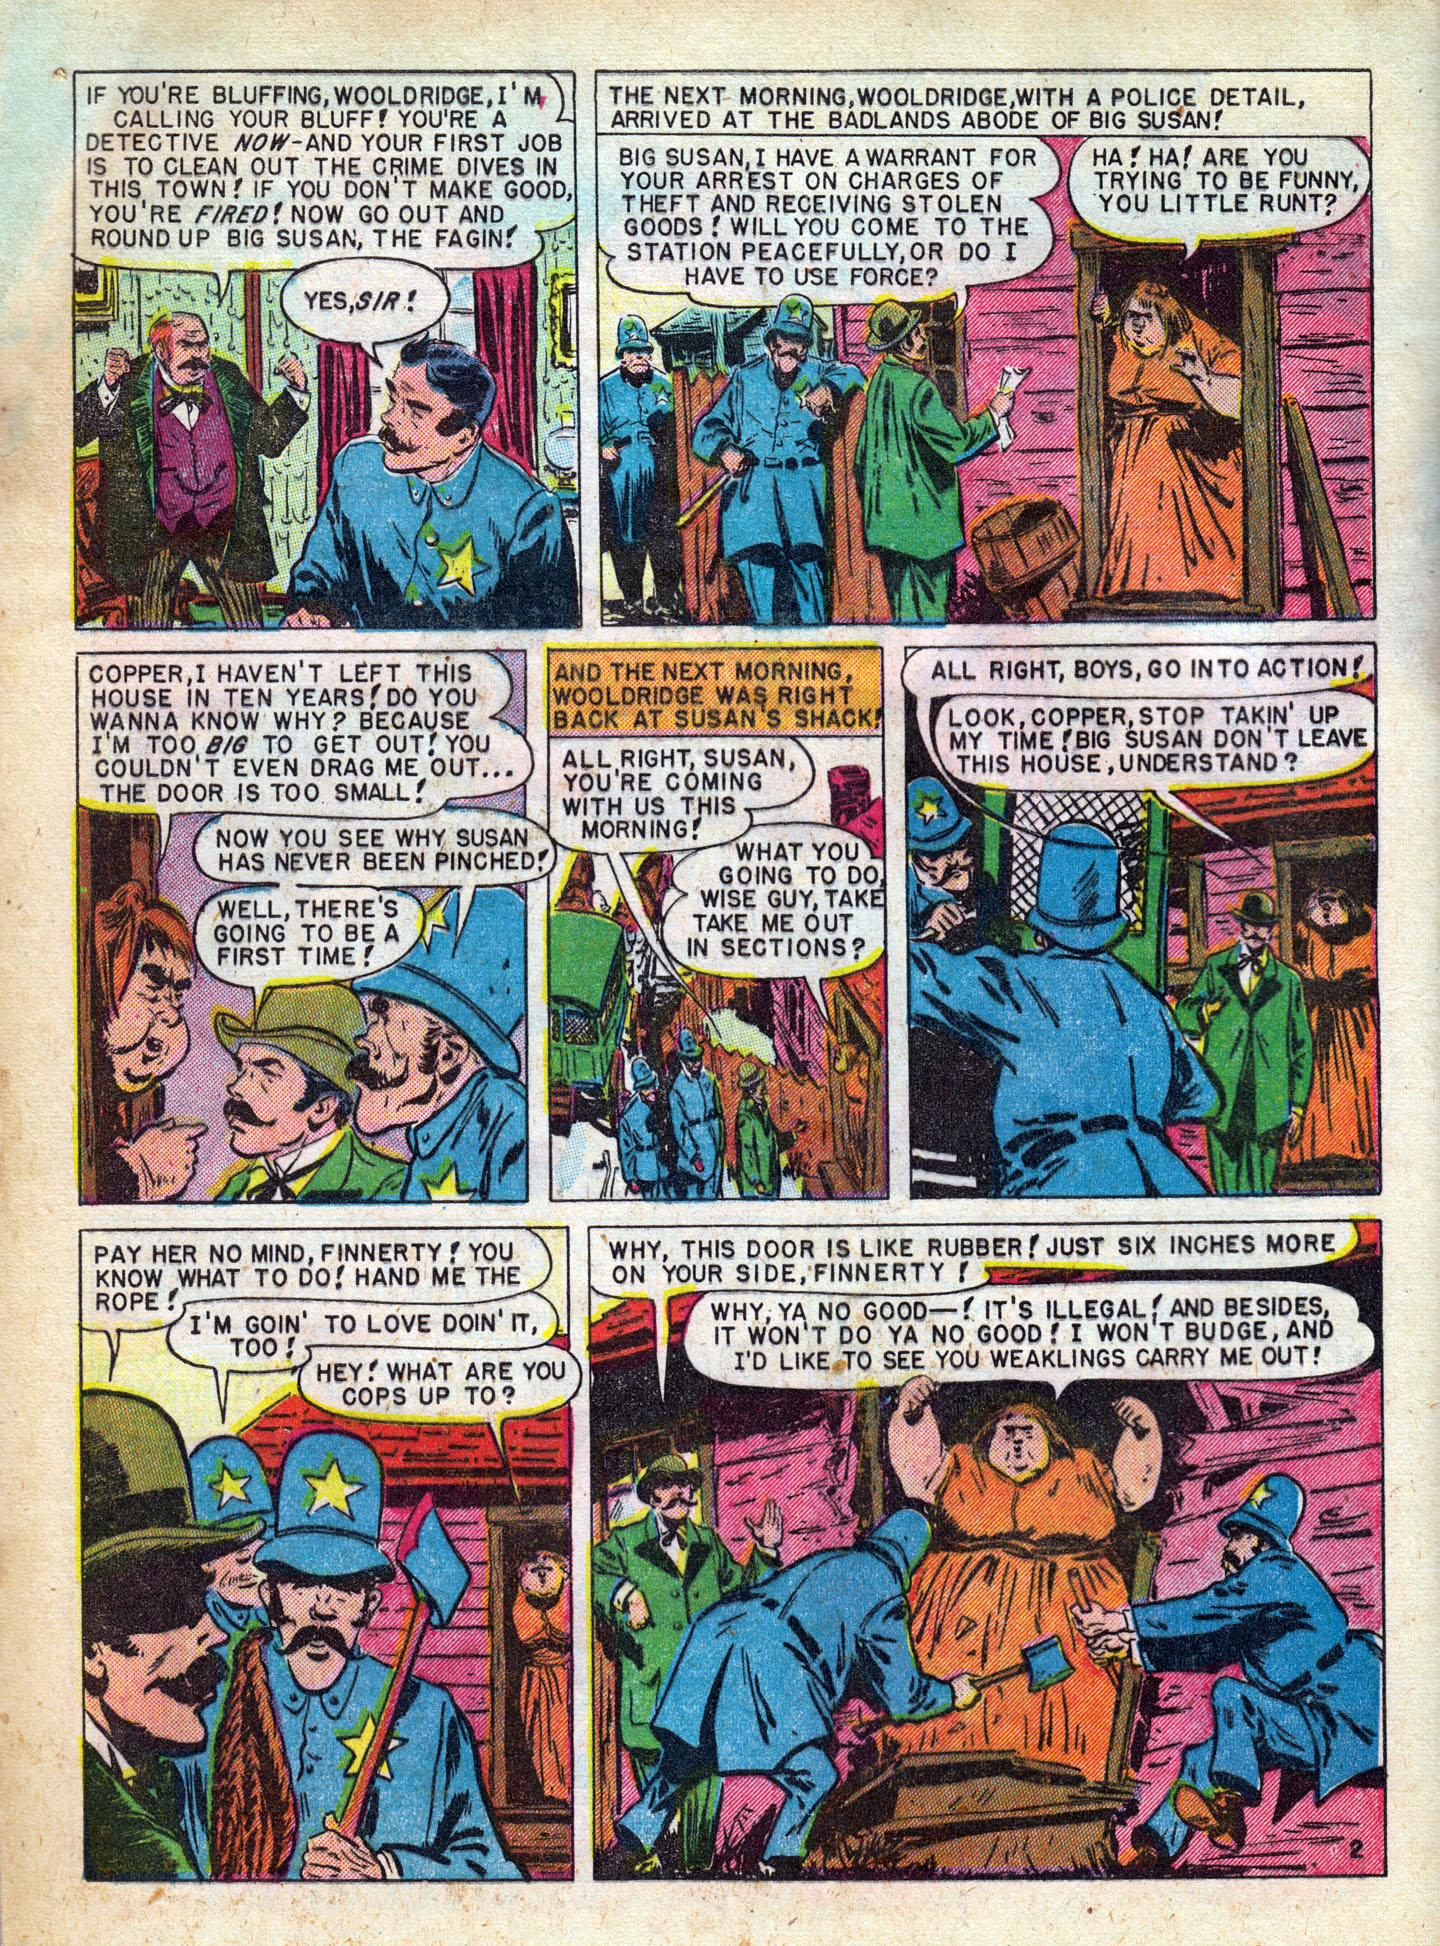 IF YOU'RE BLUFFING, WOOLDRIDGE, I'M
CALLING YOUR BLUFF! YOU'RE A
DETECTIVE NOW-AND YOUR FIRST JOB
IS TO CLEAN OUT THE CRIME DIVES IN
THIS TOWN! IF YOU DON'T MAKE GOOD,
YOU'RE FIRED! NOW GO OUT AND
ROUND UP BIG SUSAN, THE FAGIN!
YES, SIR!
THE NEXT MORNING, WOOLDRIDGE, WITH A POLICE DETAIL,
ARRIVED AT THE BADLANDS ABODE OF BIG SUSAN!
BIG SUSAN, I HAVE A WARRANT FOR
YOUR ARREST ON CHARGES OF
THEFT AND RECEIVING STOLEN
GOODS! WILL YOU COME TO THE
STATION PEACEFULLY, OR DO I
HAVE TO USE FORCE?
HA! HA! ARE YOU
TRYING TO BE FUNNY,
YOU LITTLE RUNT?
COPPER, I HAVEN'T LEFT THIS
HOUSE IN TEN YEARS! DO YOU
WANNA KNOW WHY? BECAUSE
I'M TOO BIG TO GET OUT! YOU
COULDN'T EVEN DRAG ME OUT...
THE DOOR IS TOO SMALL!
NOW YOU SEE WHY SUSAN
HAS NEVER BEEN PINCHED!
WELL, THERE'S
GOING TO BE A
FIRST TIME!
AND THE NEXT MORNING,
WOOLDRIDGE WAS RIGHT
BACK AT SUSAN'S SHACK!
ALL RIGHT, SUSAN,
YOU'RE COMING
WITH US THIS
MORNING!
WHAT YOU
GOING TO DO,
WISE GUY, TAKE
TAKE ME OUT
IN SECTIONS?
ALL RIGHT, BOYS, GO INTO ACTION!
LOOK, COPPER, STOP TAKIN' UP
MY TIME! BIG SUSAN DON'T LEAVE
THIS HOUSE, UNDERSTAND?
PAY HER NO MIND, FINNERTY! YOU
KNOW WHAT TO DO! HAND ME THE
ROPE!
I'M GOIN' TO LOVE DOIN' IT,
TOO!
HEY! WHAT ARE YOU
COPS UP TO?
WHY, THIS DOOR IS LIKE RUBBER! JUST SIX INCHES MORE
ON YOUR SIDE, FINNERTY!
WHY, YA NO GOOD—! IT'S ILLEGAL! AND BESIDES,
IT WON'T DO YA NO GOOD! I WON'T BUDGE, AND
I'D LIKE TO SEE YOU WEAKLINGS CARRY ME OUT!
2